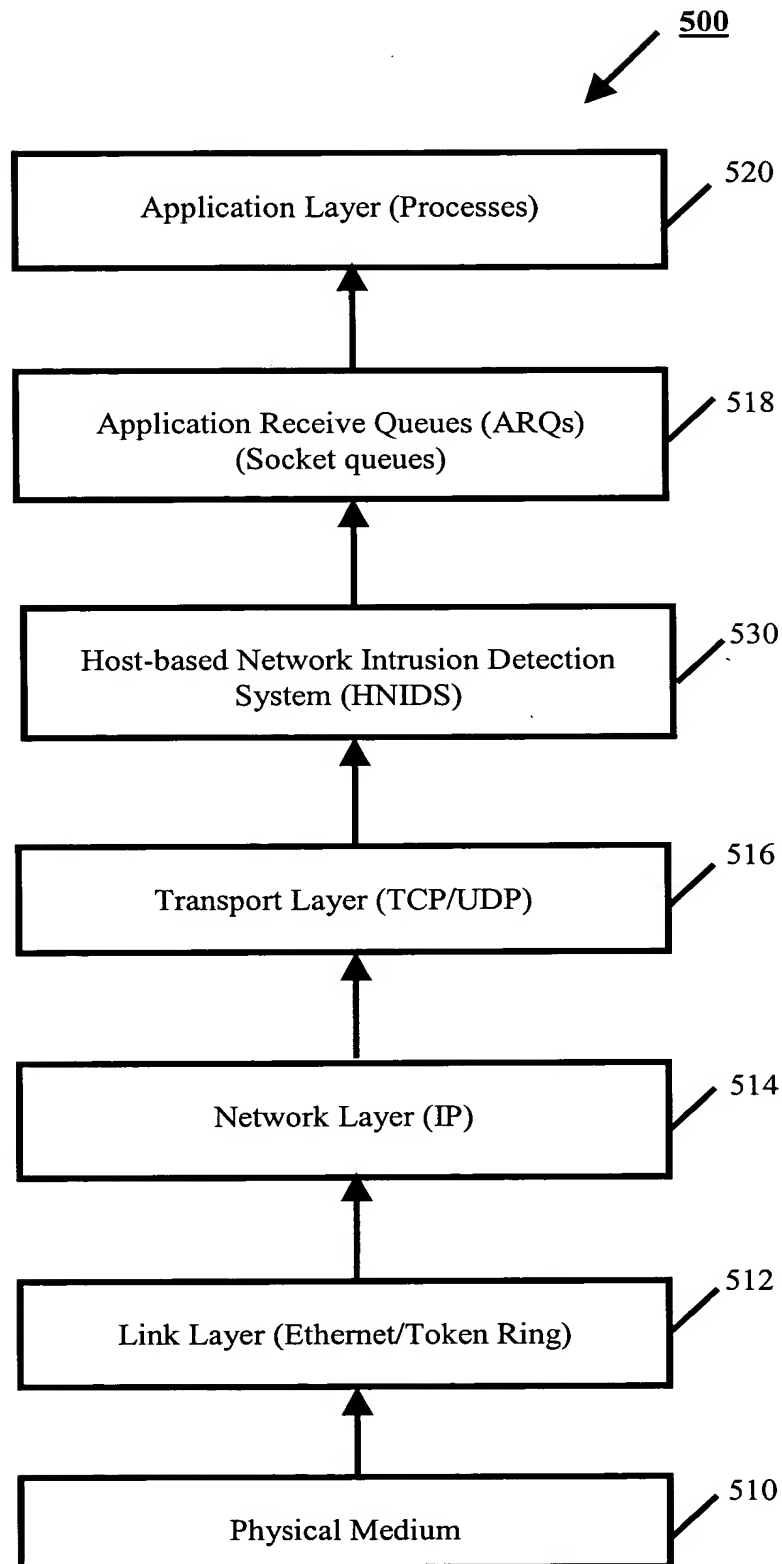 500
520
Application Layer (Processes)
518
Application Receive Queues (ARQs)
(Socket queues)
530
Host-based Network Intrusion Detection
System (HNIDS)
516
Transport Layer (TCP/UDP)
514
Network Layer (IP)
512
Link Layer (Ethernet/Token Ring)
510
Physical Medium